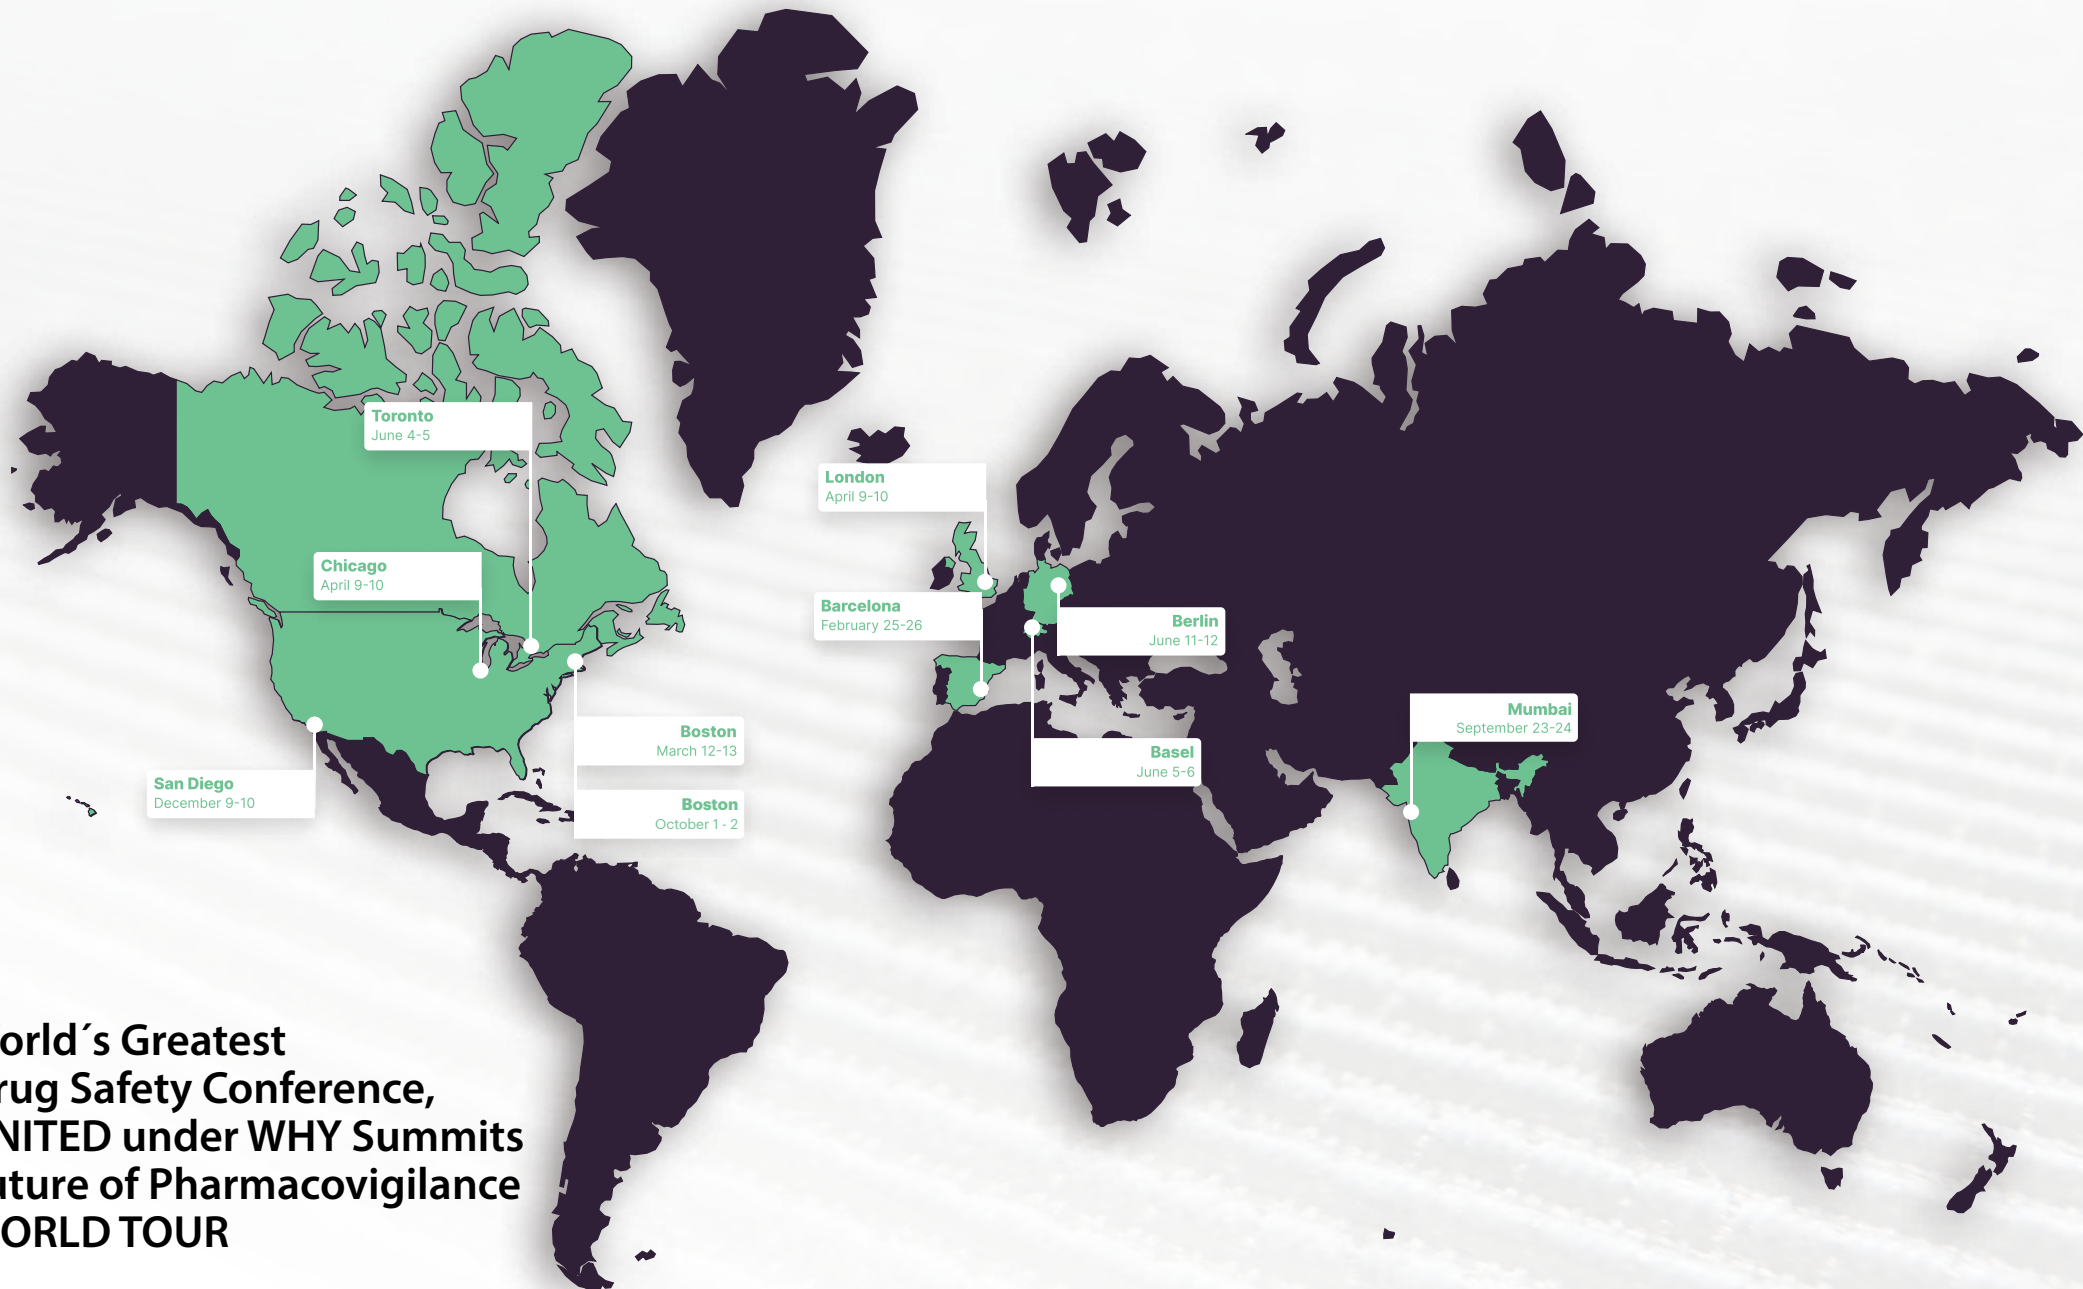 Toronto
June 4-5
London
April 9-10
Chicago
April 9-10
Barcelona
February 25-26
Berlin
June 11-12
Mumbai
September 23-24
Boston
March 12-13
Basel
June 5-6
San Diego
December 9-10
Boston
October 1 - 2
orld´s Greatest
rug Safety Conference,
NITED under WHY Summits
uture of Pharmacovigilance
ORLD TOUR